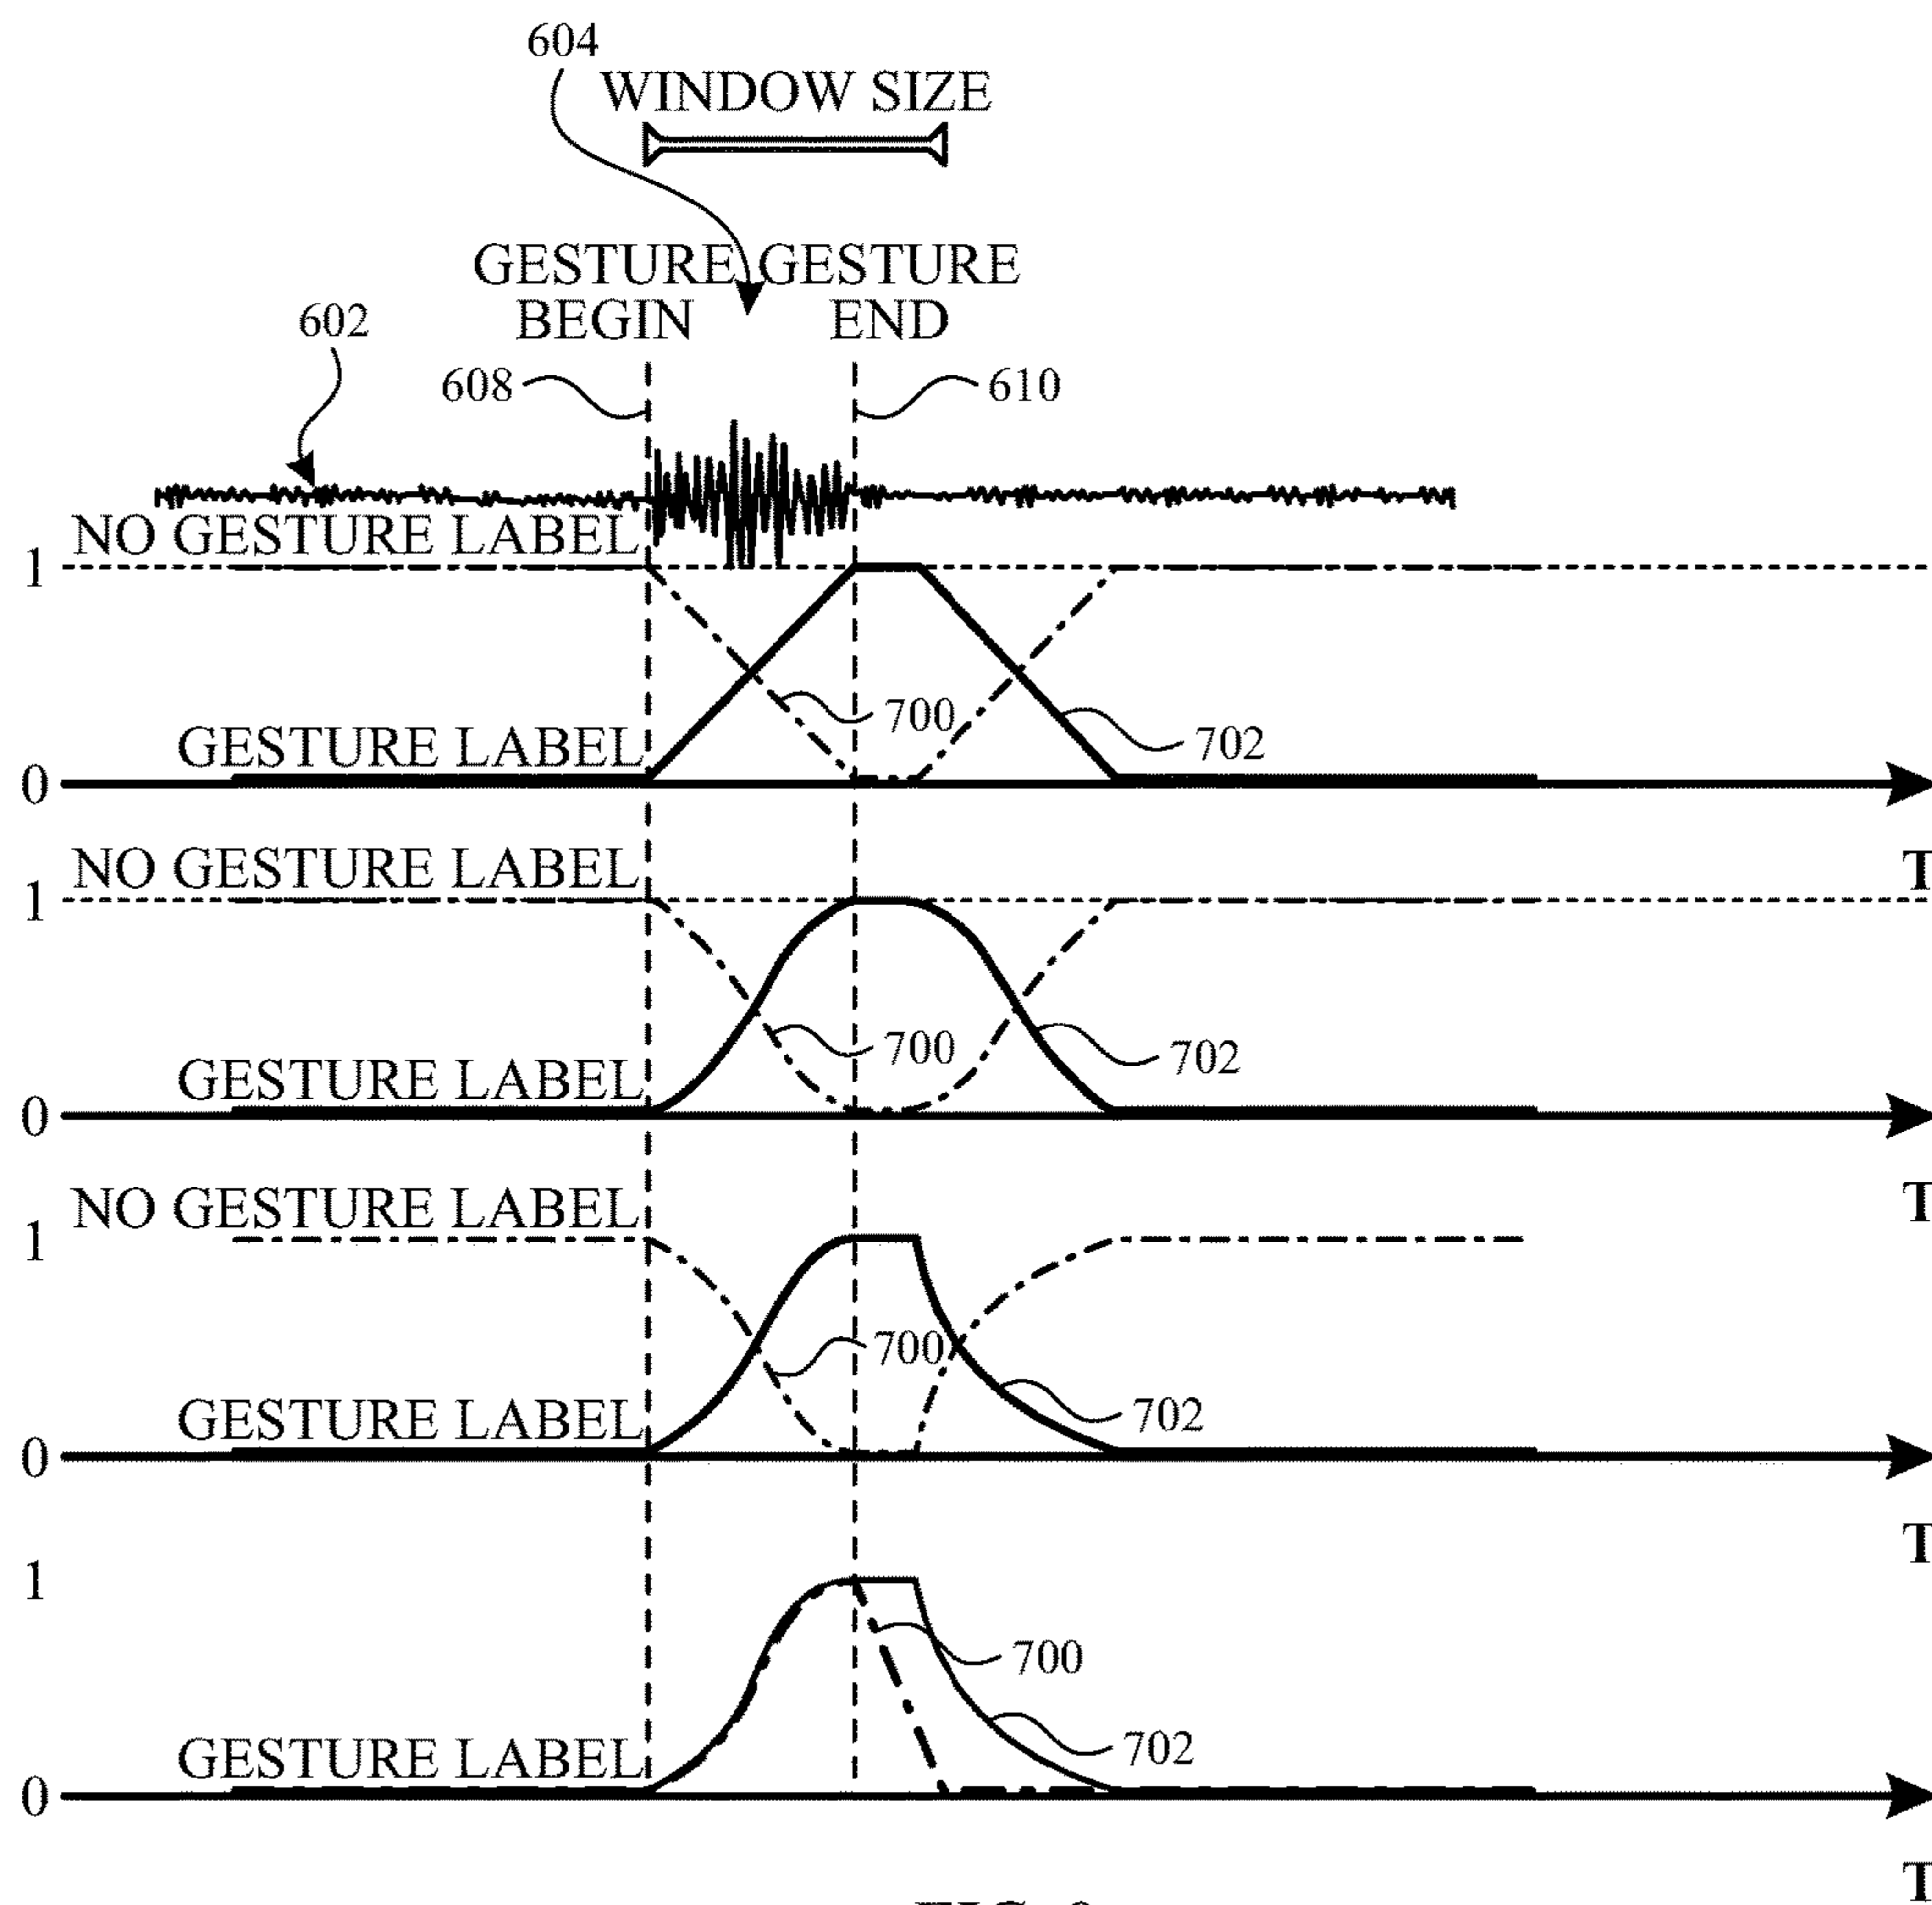 604
WINDOW SIZE
GESTURE GESTURE
BEGIN END
602
608
610
NO GESTURE LABEL
1
700
702
GESTURE LABEL
0
T
NO GESTURE LABEL
1
700
702
GESTURE LABEL
0
T
NO GESTURE LABEL
1
700
702
GESTURE LABEL
0
T
1
700
702
GESTURE LABEL
0
T